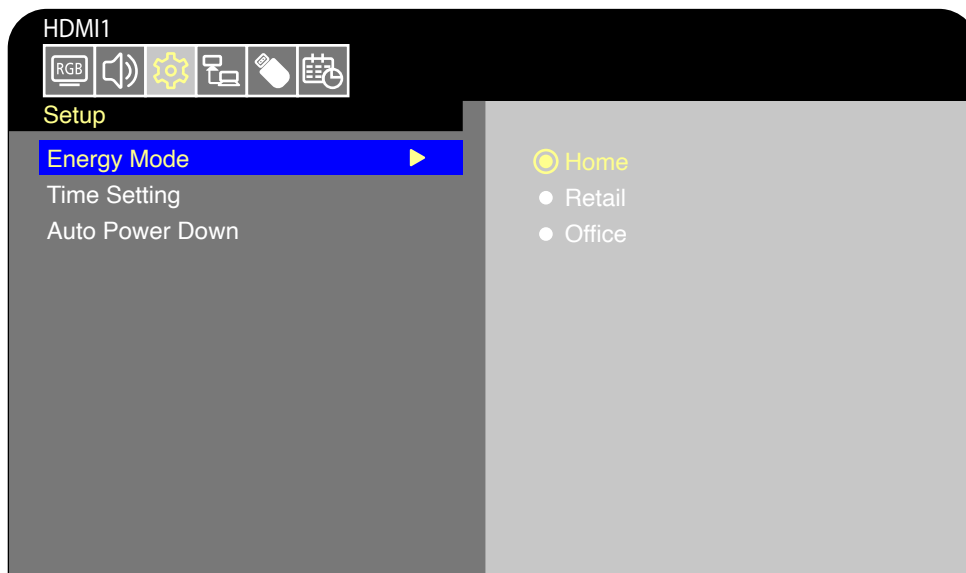 HDMI1
RGB
Setup
Energy Mode
Time Setting
Auto Power Down
Home
Retail
Office